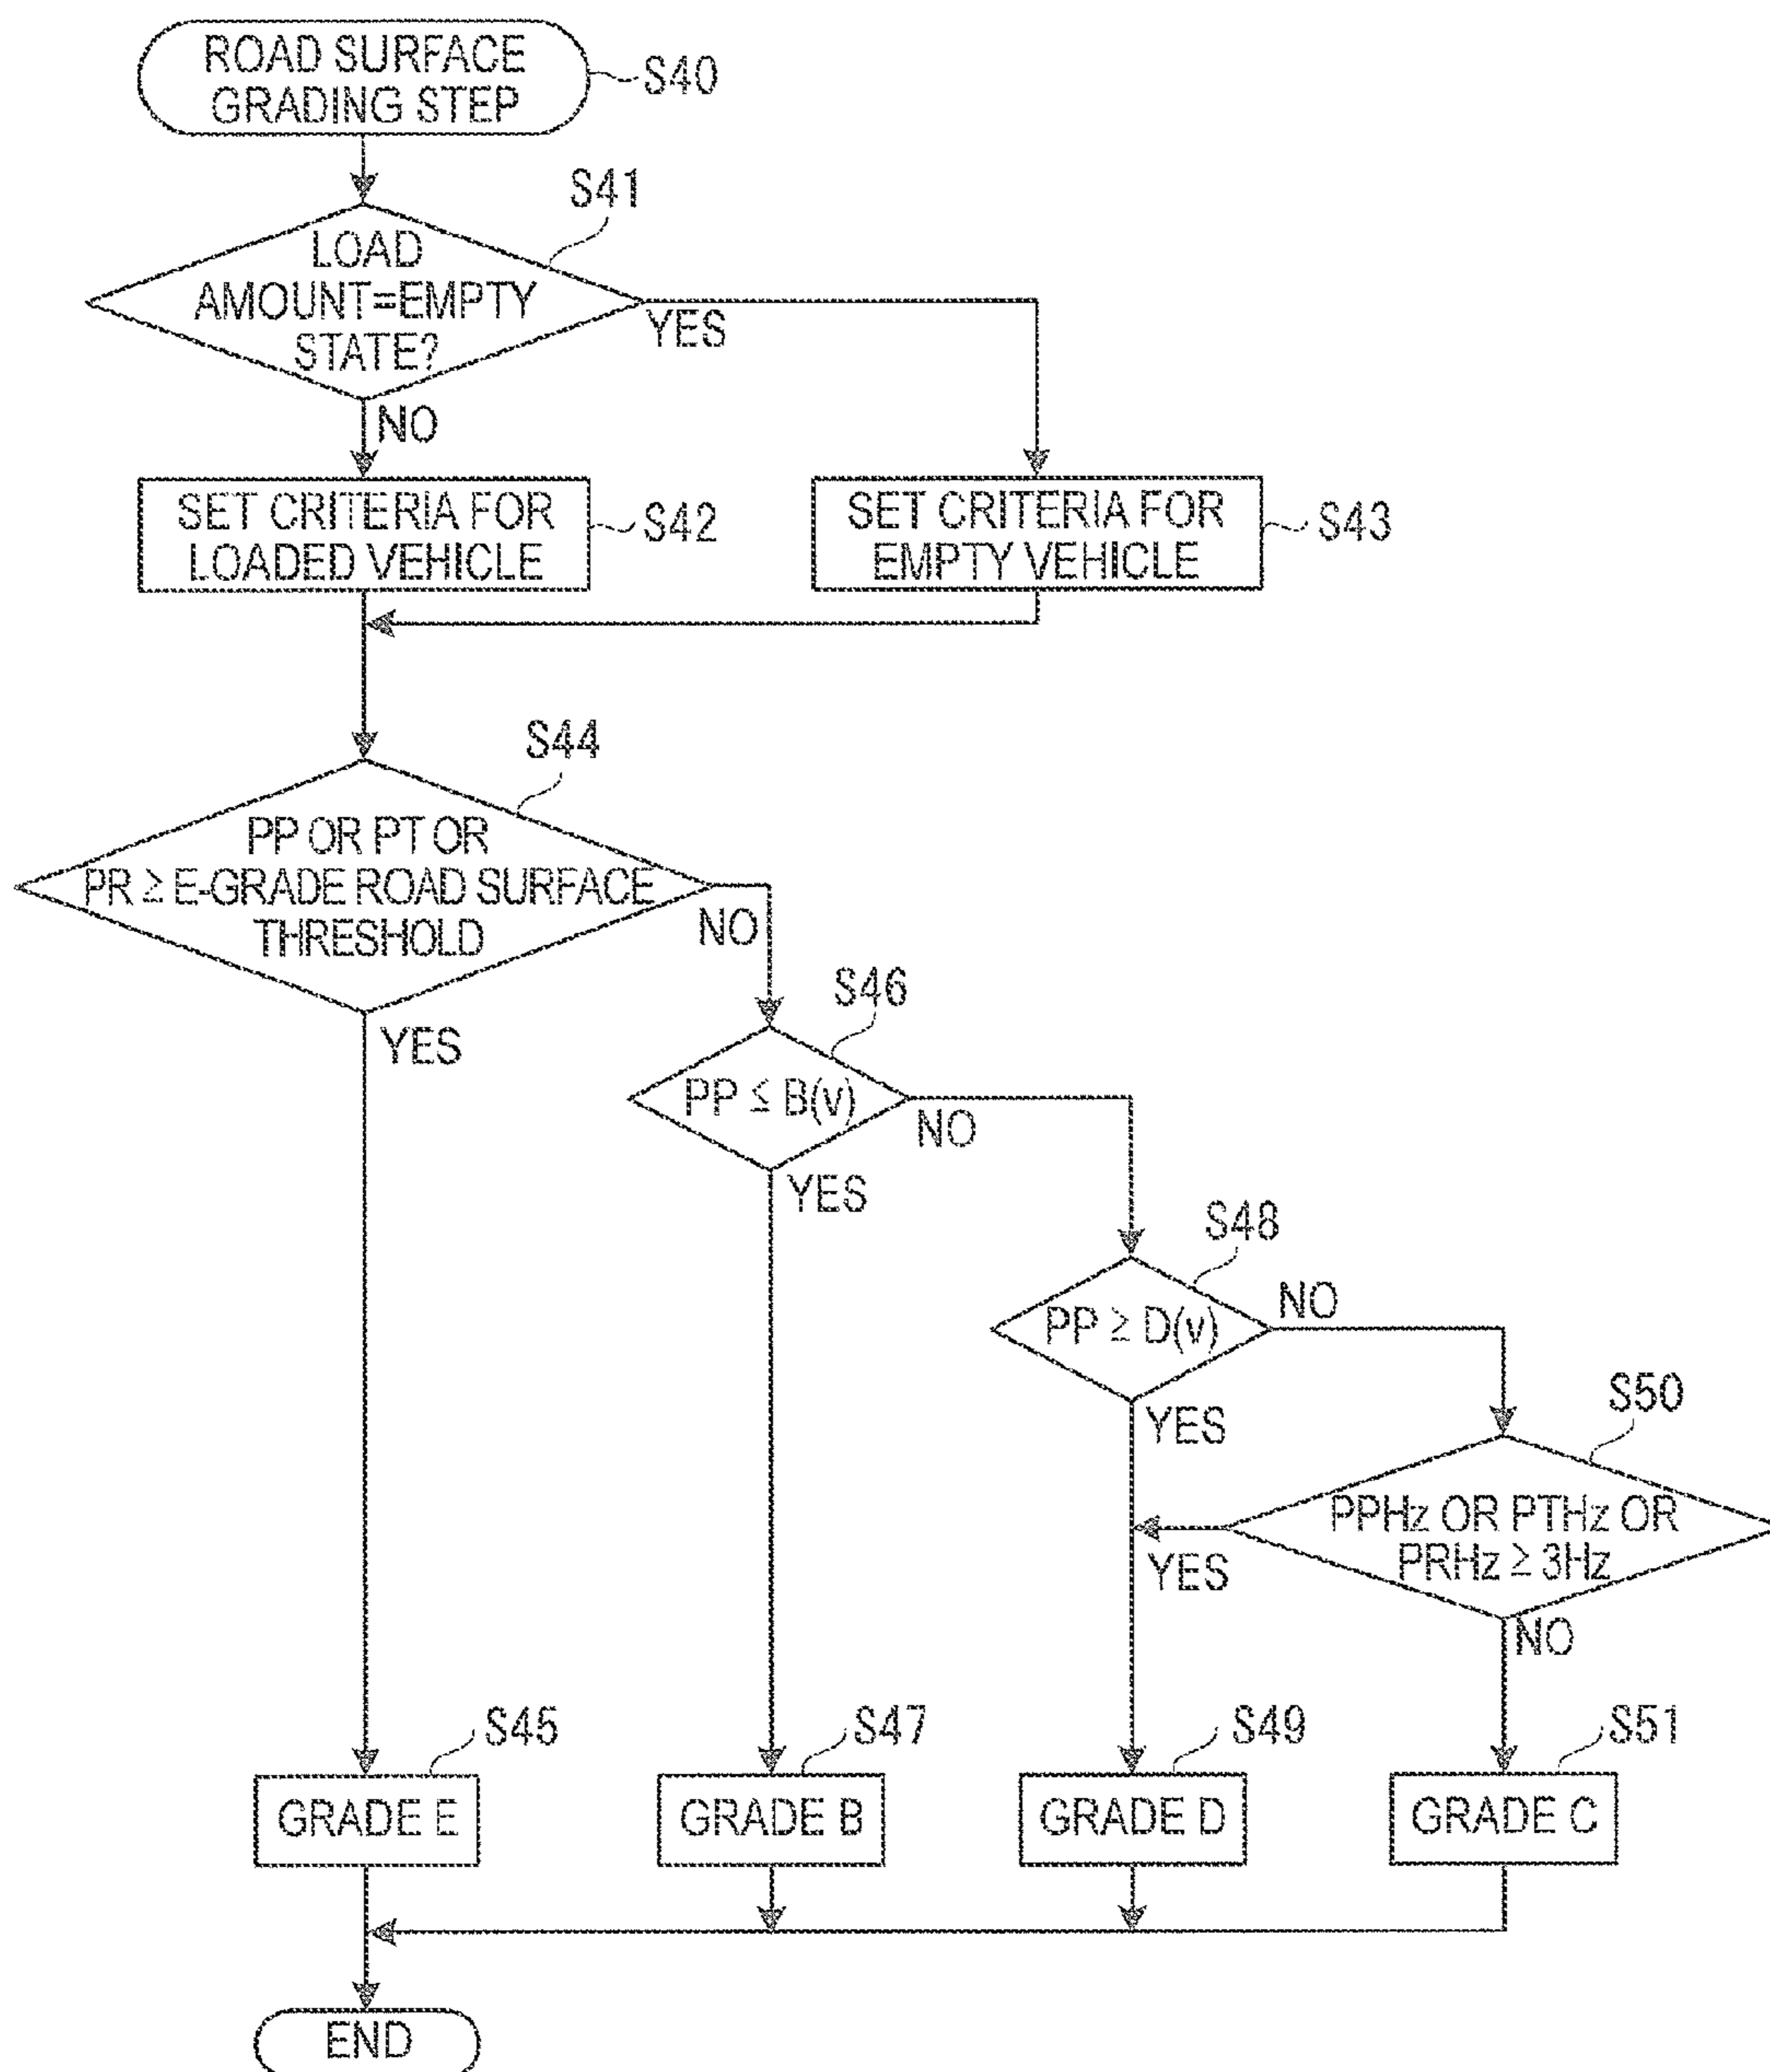 ROAD SURFACE
GRADING STEP
S40
S41
LOAD
AMOUNT=EMPTY
STATE?
YES
NO
SET CRITERIA FOR
LOADED VEHICLE
S42
SET CRITERIA FOR
EMPTY VEHICLE
S43
S44
PP OR PT OR
PR ≥ E-GRADE ROAD SURFACE
THRESHOLD
NO
YES
S46
PP ≤ B(v)
NO
YES
S48
PP ≥ D(v)
NO
YES
S50
PPHz OR PTHz OR
PRHz ≥ 3Hz
YES
NO
S45
GRADE E
S47
GRADE B
S49
GRADE D
S51
GRADE C
END